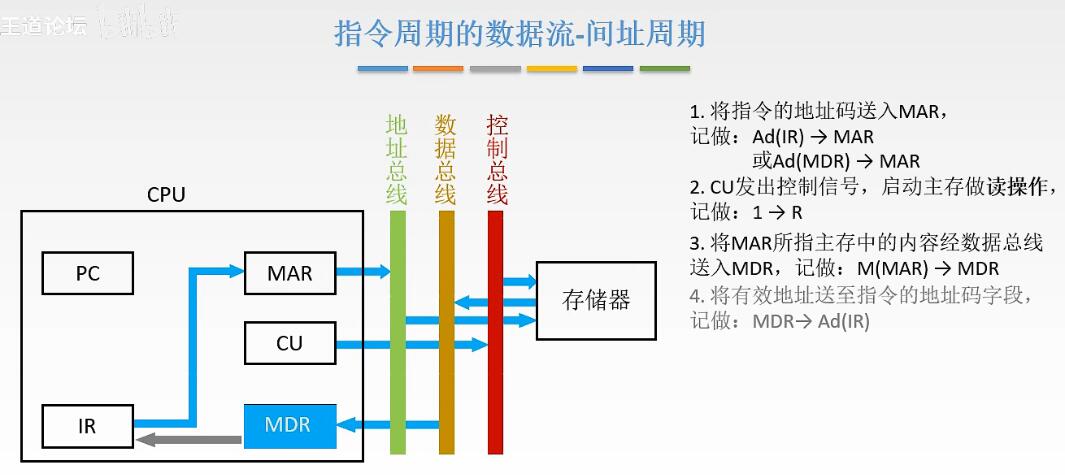 王道论坛
bilibili
指令周期的数据流-间址周期
地址总线
数据总线
控制总线
CPU
PC
MAR
CU
IR
MDR
存储器
1. 将指令的地址码送入MAR，
记做：Ad(IR) → MAR
或Ad(MDR) → MAR
2. CU发出控制信号，启动主存做读操作，
记做：1 → R
3. 将MAR所指主存中的内容经数据总线
送入MDR，记做：M(MAR) → MDR
4. 将有效地址送至指令的地址码字段，
记做：MDR→ Ad(IR)